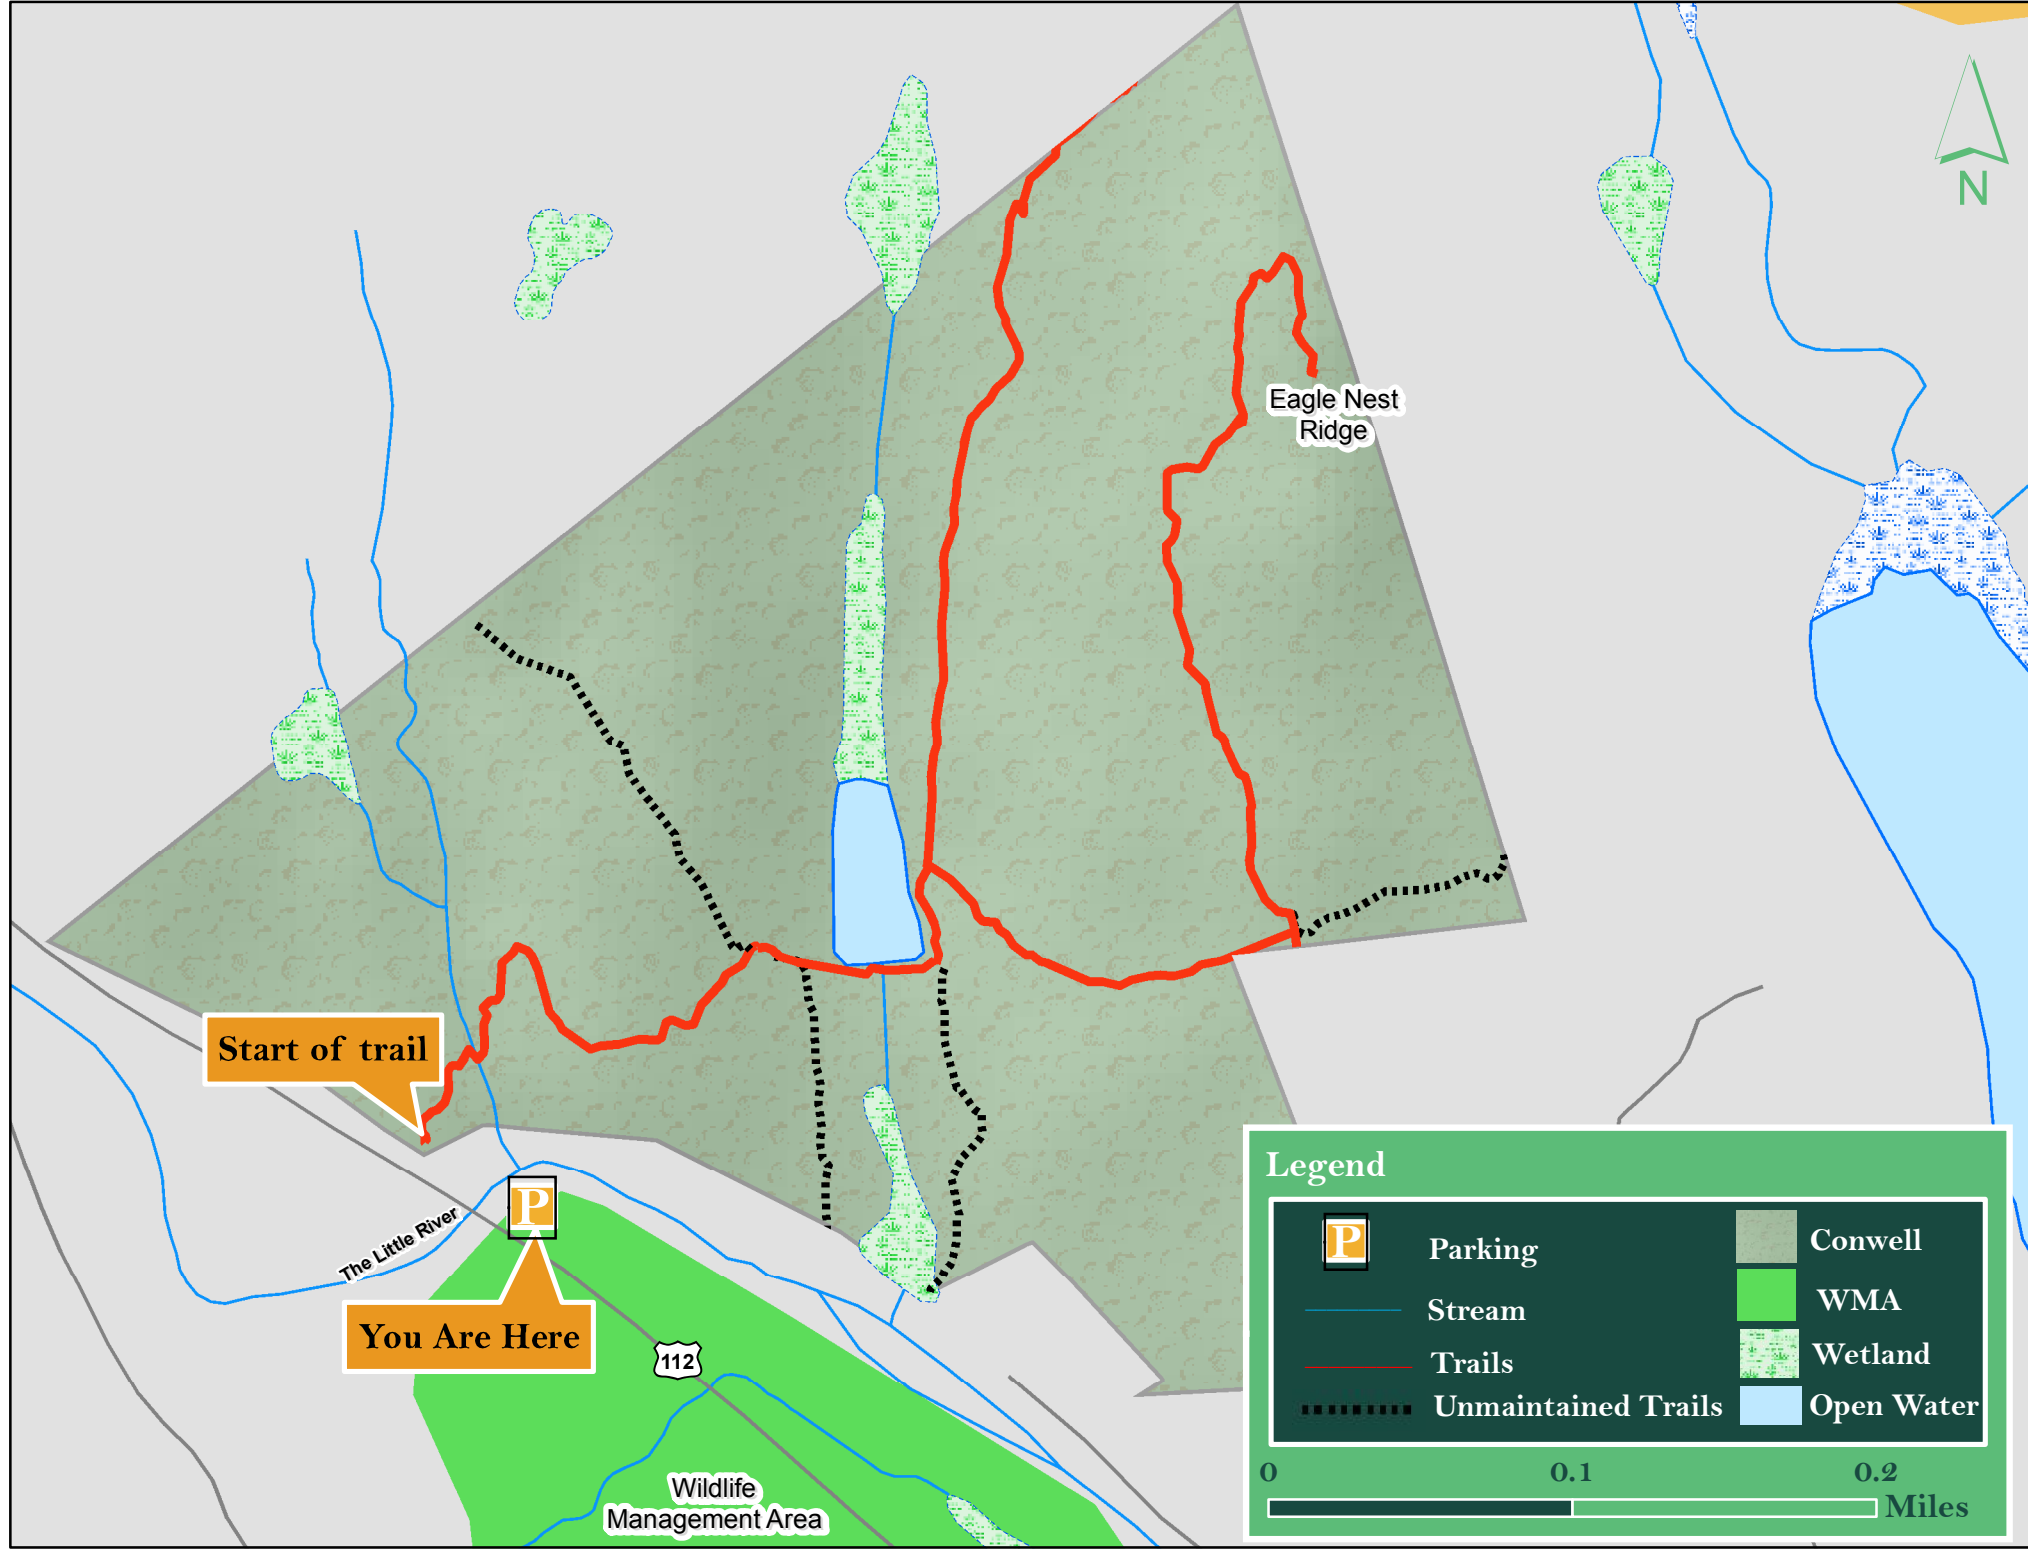 N
Eagle Nest
Ridge
Start of trail
P
The Little River
You Are Here
112
Wildlife
Management Area
Legend
P
Parking
Conwell
Stream
WMA
Trails
Wetland
Unmaintained Trails
Open Water
0 0.1 0.2
Miles